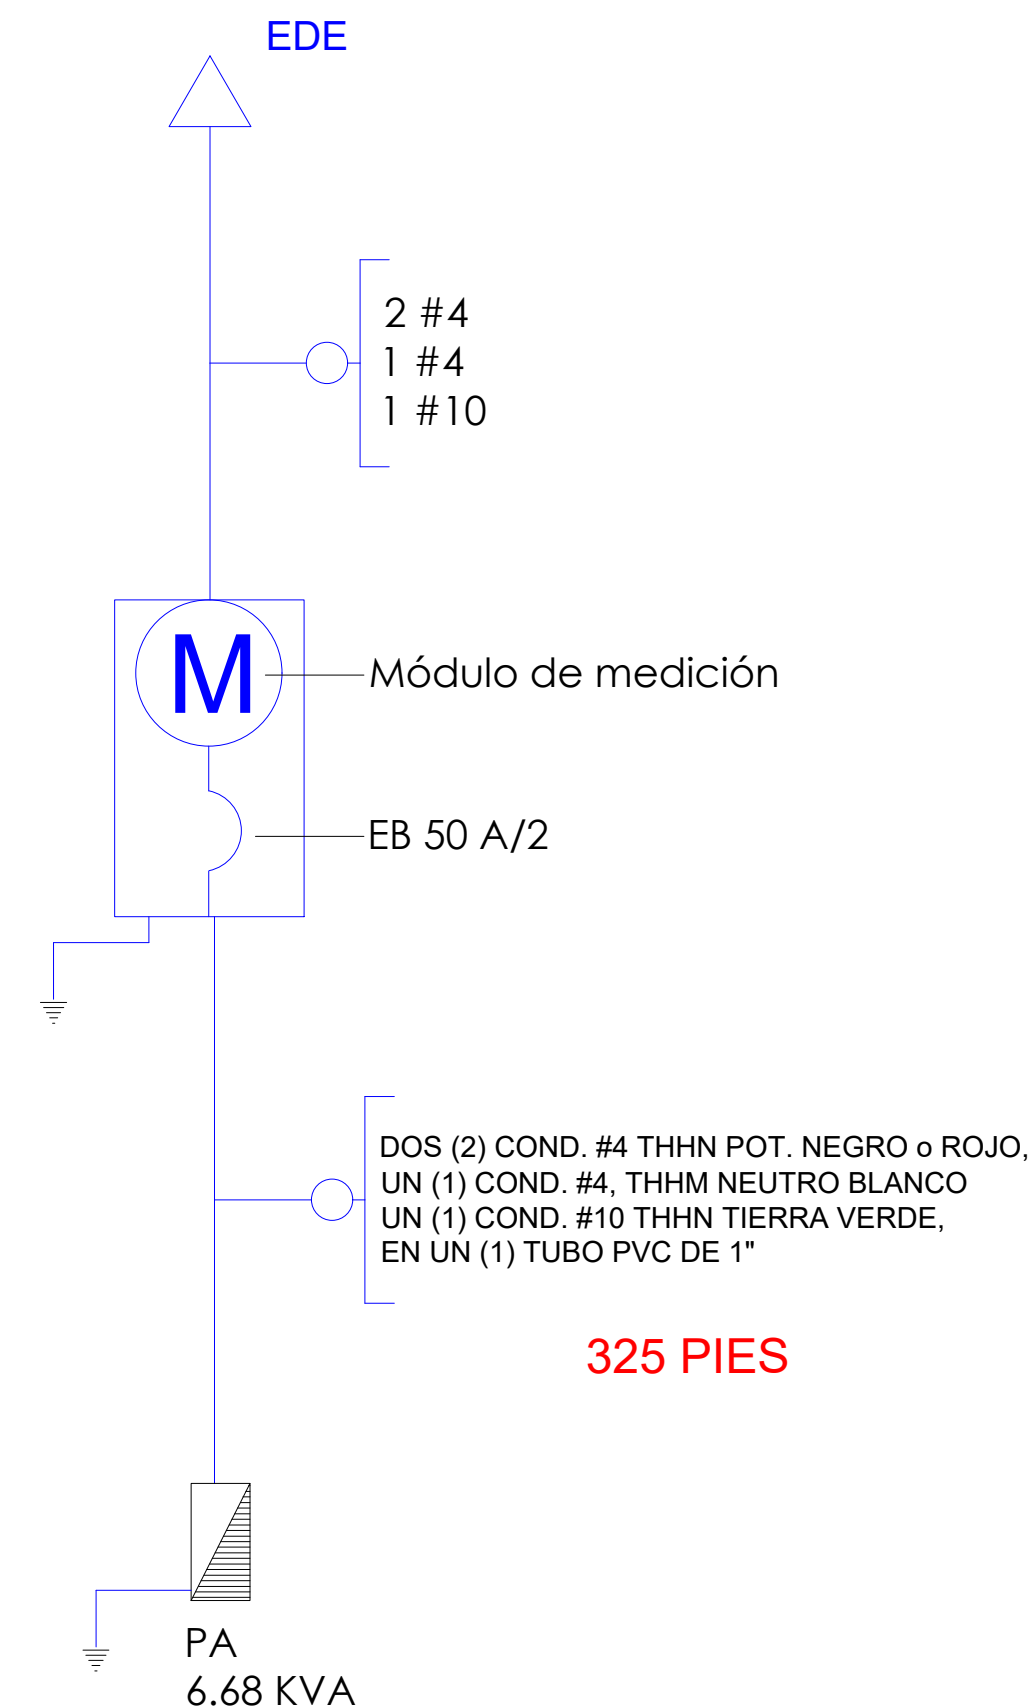 EDE
2 #4
1 #4
1 #10
M
Módulo de medición
EB 50 A/2
DOS (2) COND. #4 THHN POT. NEGRO o ROJO,
UN (1) COND. #4, THHM NEUTRO BLANCO
UN (1) COND. #10 THHN TIERRA VERDE,
EN UN (1) TUBO PVC DE 1"
325 PIES
PA
6.68 KVA